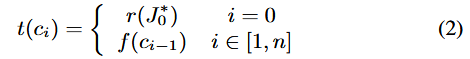 t(c_i) = { r(J_0^*) i = 0
f(c_{i-1}) i ∈ [1, n] (2)